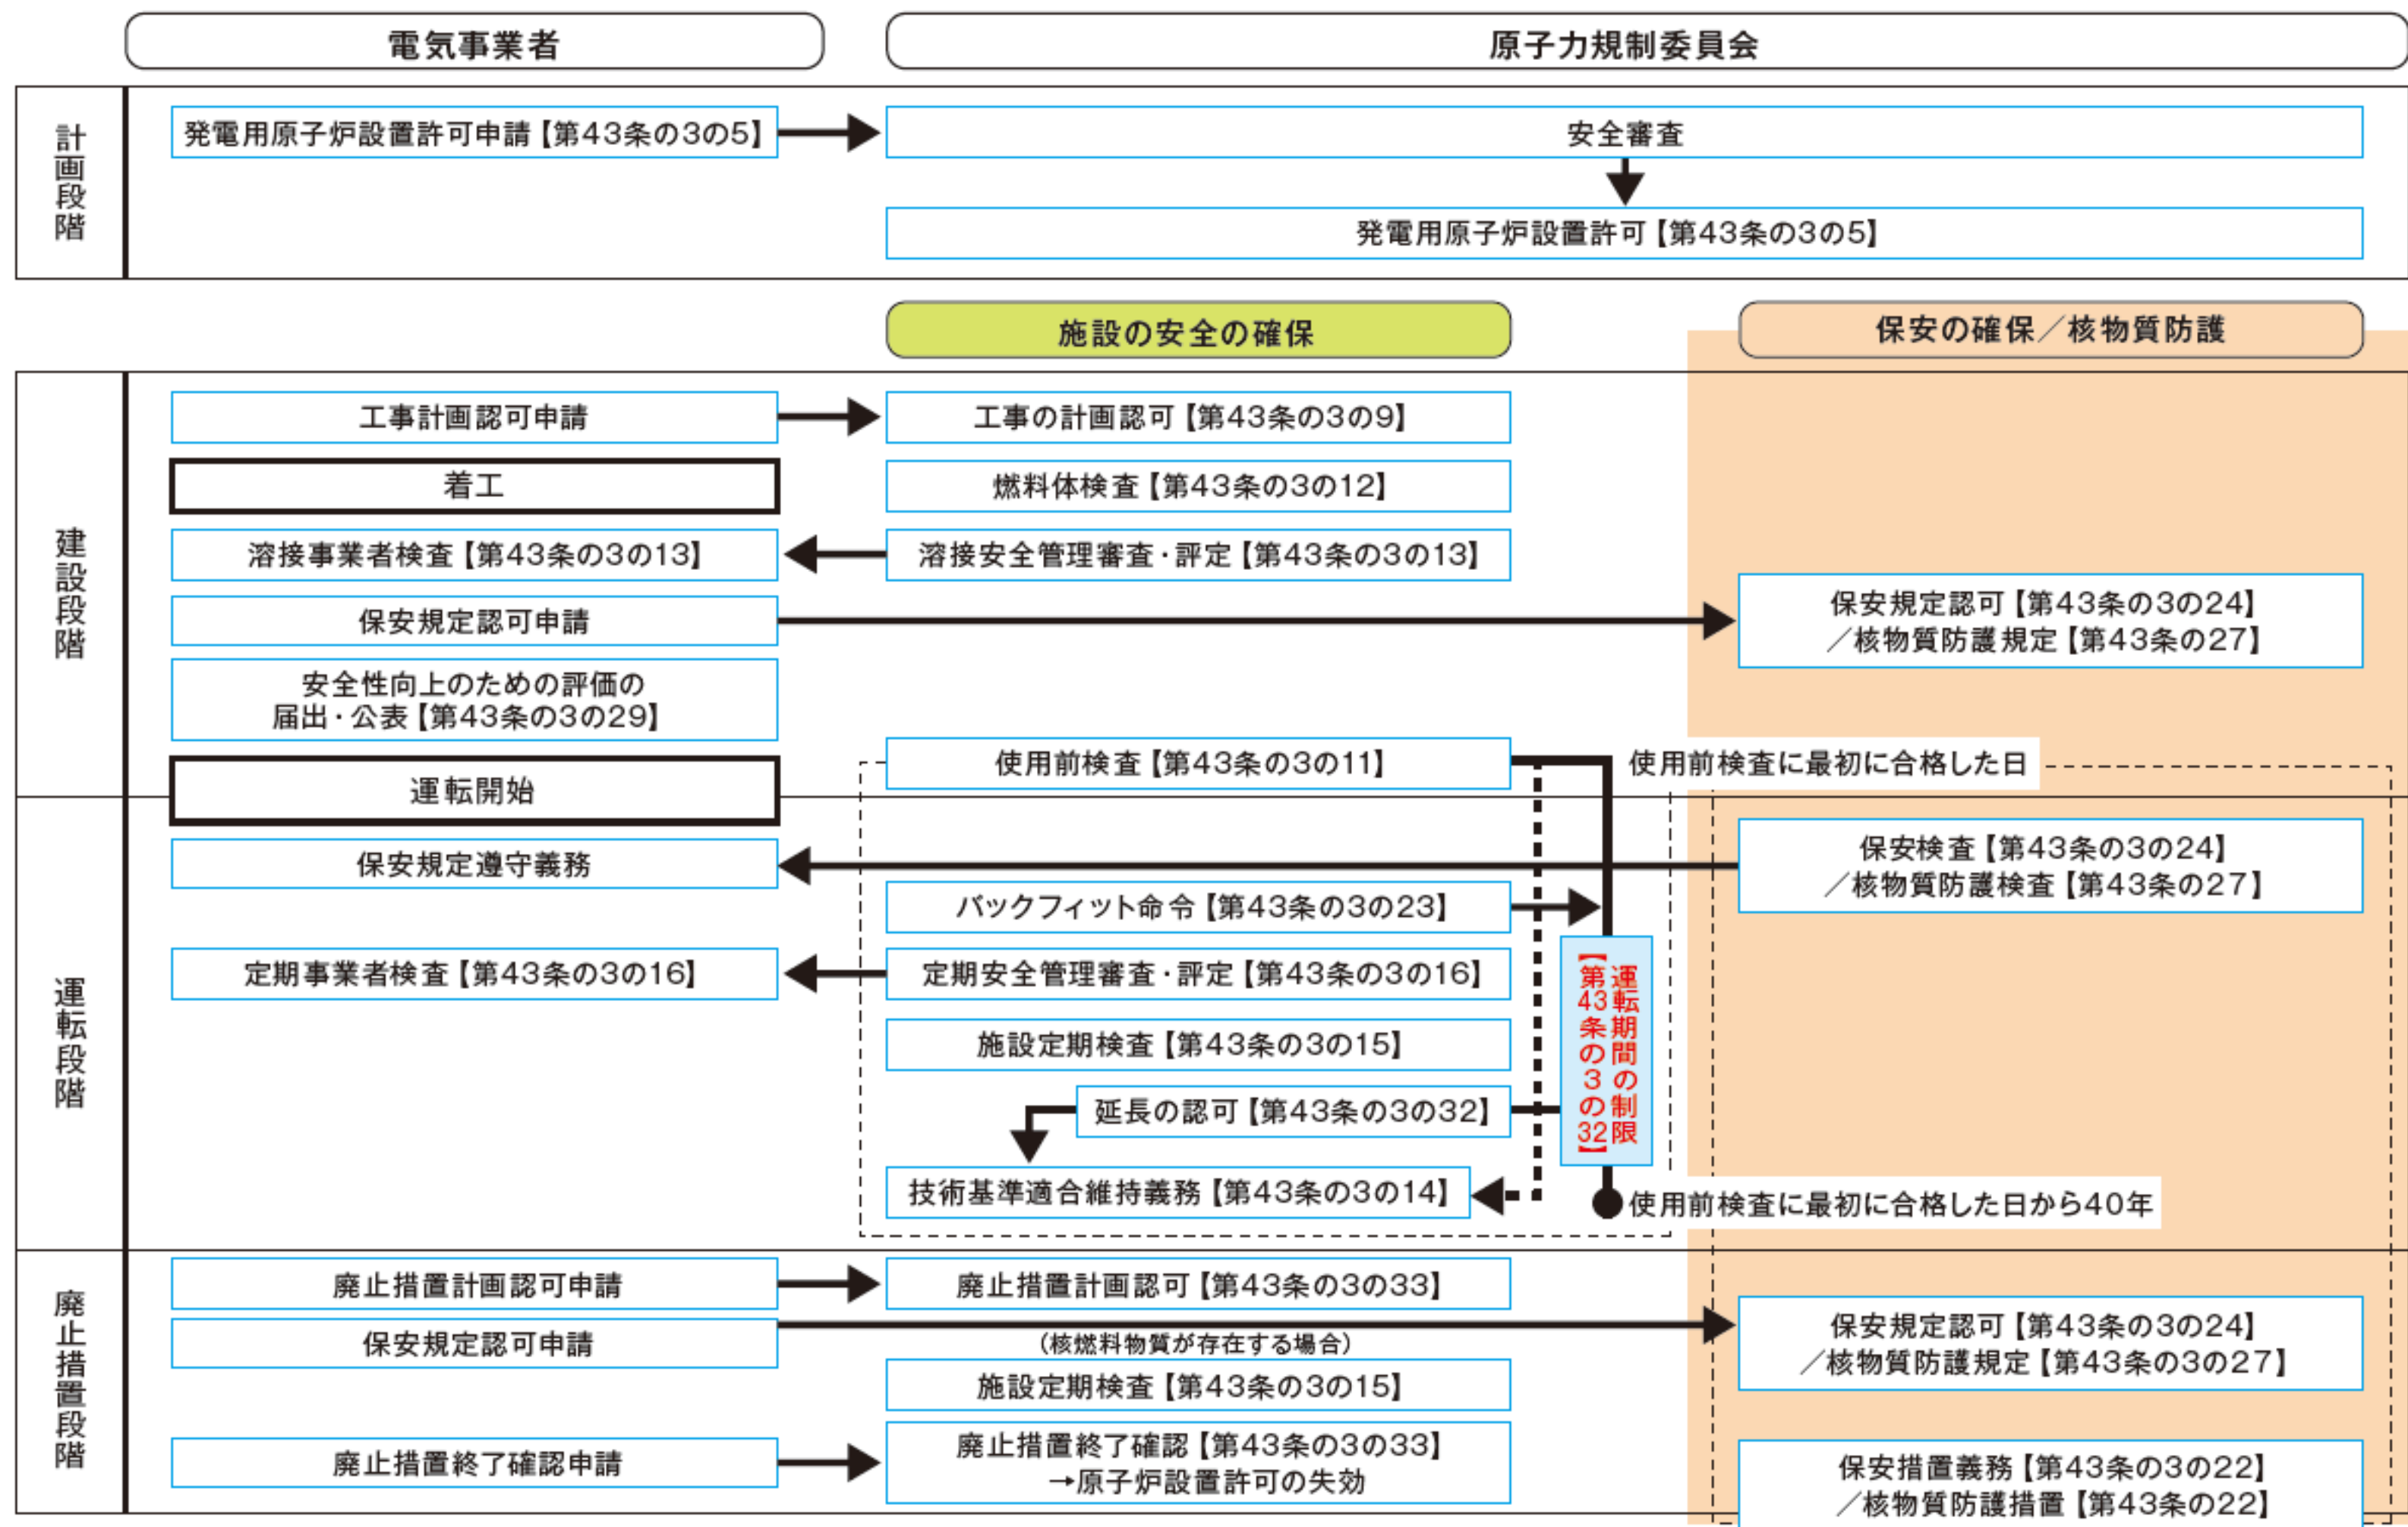 電気事業者
原子力規制委員会
計画段階
発電用原子炉設置許可申請【第43条の3の5】
安全審査
発電用原子炉設置許可【第43条の3の5】
施設の安全の確保
保安の確保／核物質防護
建設段階
工事計画認可申請
工事の計画認可【第43条の3の9】
着工
燃料体検査【第43条の3の12】
溶接事業者検査【第43条の3の13】
溶接安全管理審査・評定【第43条の3の13】
保安規定認可申請
保安規定認可【第43条の3の24】
／核物質防護規定【第43条の27】
安全性向上のための評価の
届出・公表【第43条の3の29】
使用前検査【第43条の3の11】
使用前検査に最初に合格した日
運転開始
運転段階
保安規定遵守義務
保安検査【第43条の3の24】
／核物質防護検査【第43条の27】
バックフィット命令【第43条の3の23】
定期事業者検査【第43条の3の16】
定期安全管理審査・評定【第43条の3の16】
運転期間の制限
【第43条の3の32】
施設定期検査【第43条の3の15】
延長の認可【第43条の3の32】
技術基準適合維持義務【第43条の3の14】
使用前検査に最初に合格した日から40年
廃止措置段階
廃止措置計画認可申請
廃止措置計画認可【第43条の3の33】
保安規定認可申請
（核燃料物質が存在する場合）
保安規定認可【第43条の3の24】
／核物質防護規定【第43条の3の27】
施設定期検査【第43条の3の15】
廃止措置終了確認申請
廃止措置終了確認【第43条の3の33】
→原子炉設置許可の失効
保安措置義務【第43条の3の22】
／核物質防護措置【第43条の22】